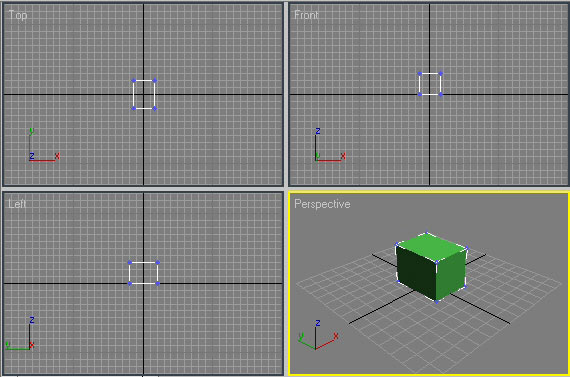 Top
y
z x
Front
z
y x
Left
z
y x
Perspective
z
y x